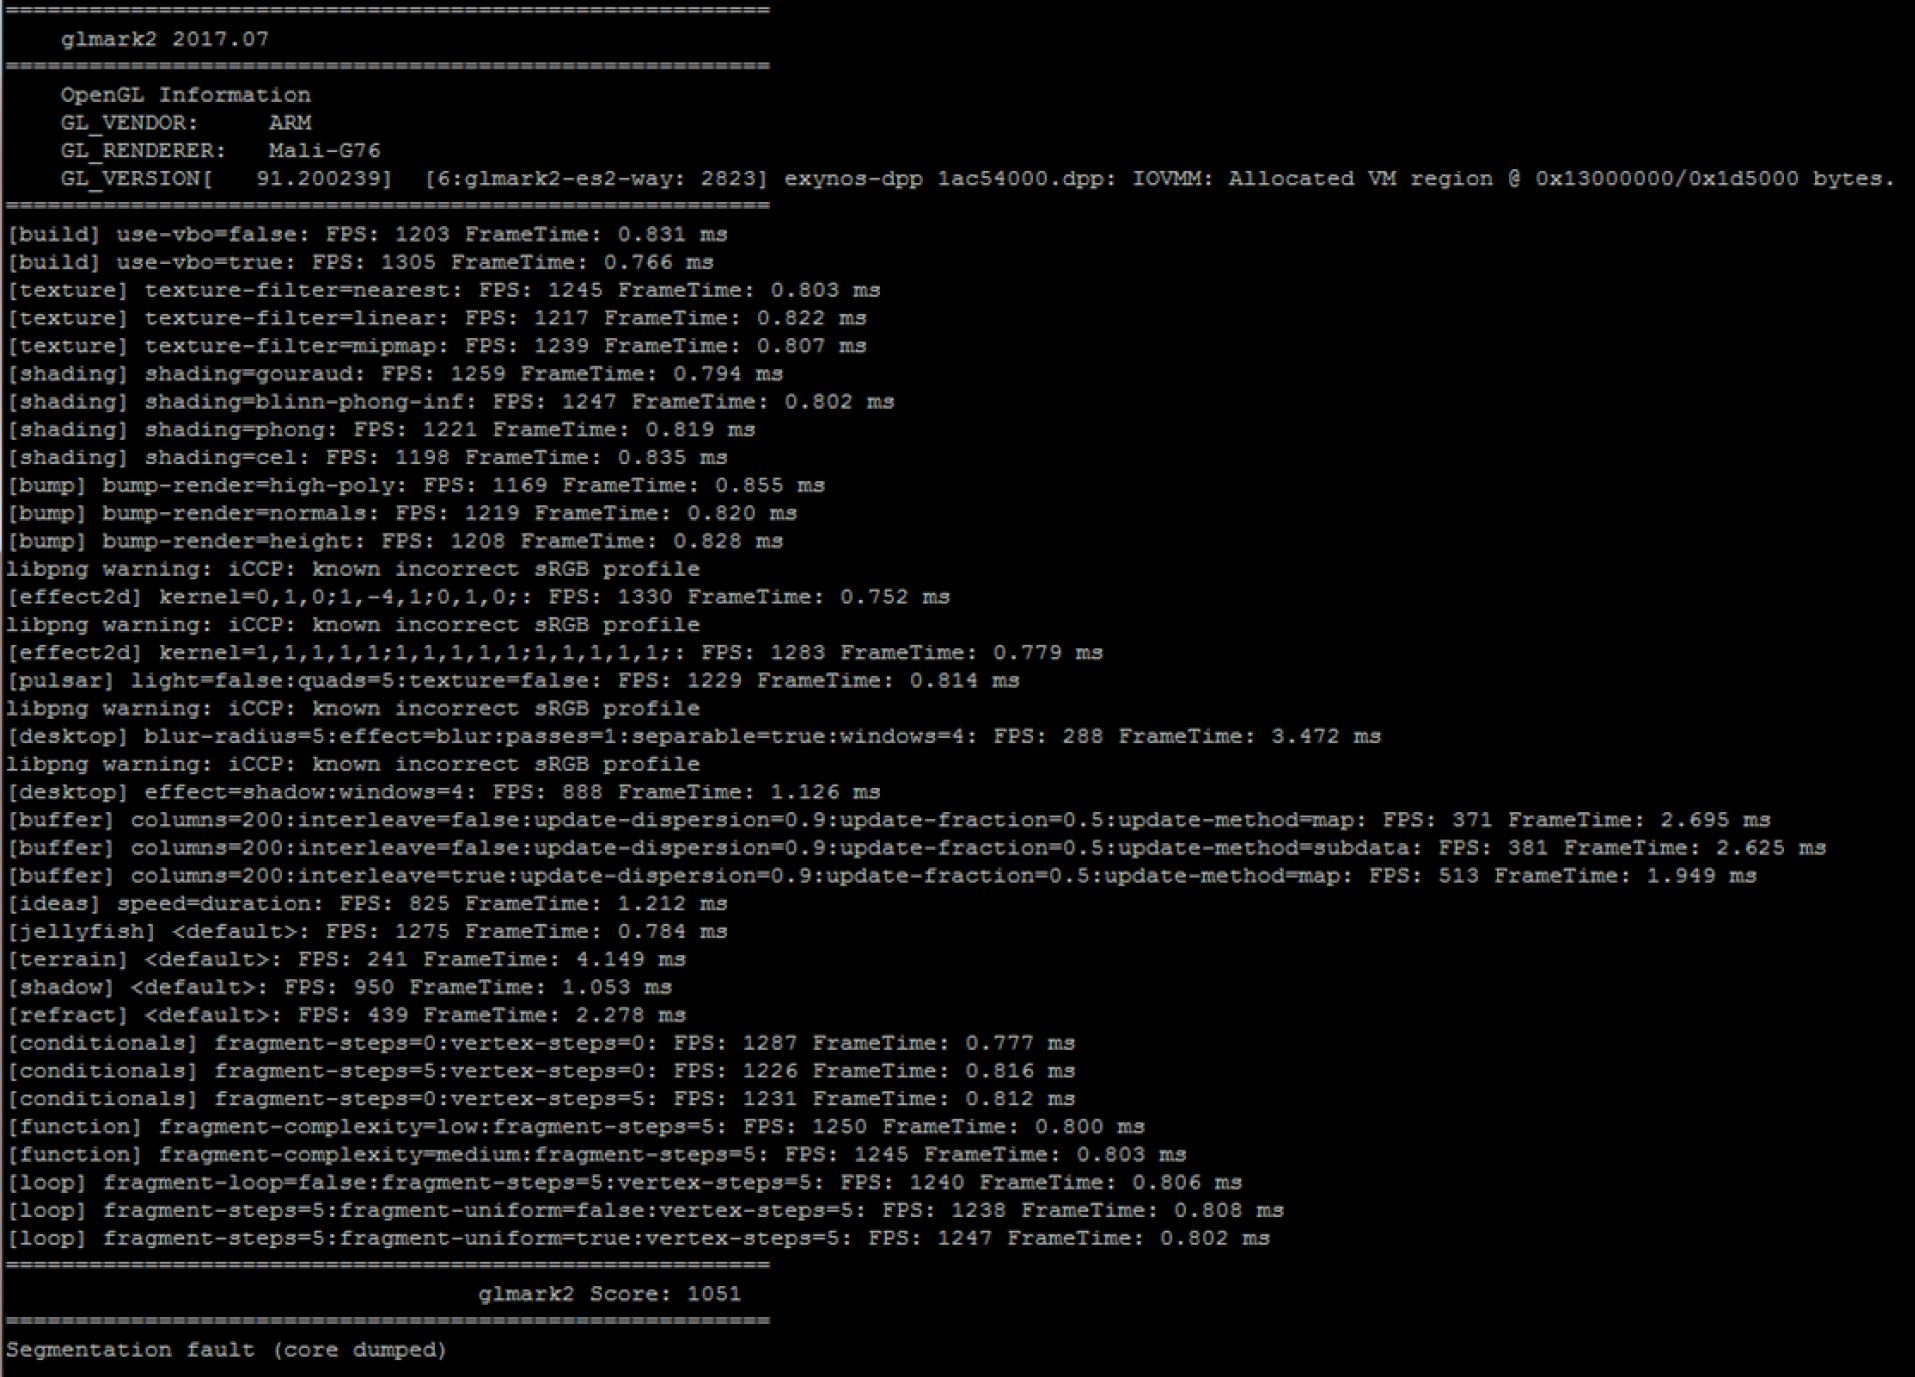 =======================================================
    glmark2 2017.07
=======================================================
    OpenGL Information
    GL_VENDOR:     ARM
    GL_RENDERER:   Mali-G76
    GL_VERSION[   91.200239]  [6:glmark2-es2-way: 2823] exynos-dpp 1ac54000.dpp: IOVMM: Allocated VM region @ 0x13000000/0x1d5000 bytes.
=======================================================
[build] use-vbo=false: FPS: 1203 FrameTime: 0.831 ms
[build] use-vbo=true: FPS: 1305 FrameTime: 0.766 ms
[texture] texture-filter=nearest: FPS: 1245 FrameTime: 0.803 ms
[texture] texture-filter=linear: FPS: 1217 FrameTime: 0.822 ms
[texture] texture-filter=mipmap: FPS: 1239 FrameTime: 0.807 ms
[shading] shading=gouraud: FPS: 1259 FrameTime: 0.794 ms
[shading] shading=blinn-phong-inf: FPS: 1247 FrameTime: 0.802 ms
[shading] shading=phong: FPS: 1221 FrameTime: 0.819 ms
[shading] shading=cel: FPS: 1198 FrameTime: 0.835 ms
[bump] bump-render=high-poly: FPS: 1169 FrameTime: 0.855 ms
[bump] bump-render=normals: FPS: 1219 FrameTime: 0.820 ms
[bump] bump-render=height: FPS: 1208 FrameTime: 0.828 ms
libpng warning: iCCP: known incorrect sRGB profile
[effect2d] kernel=0,1,0;1,-4,1;0,1,0;: FPS: 1330 FrameTime: 0.752 ms
libpng warning: iCCP: known incorrect sRGB profile
[effect2d] kernel=1,1,1,1,1;1,1,1,1,1;1,1,1,1,1;: FPS: 1283 FrameTime: 0.779 ms
[pulsar] light=false:quads=5:texture=false: FPS: 1229 FrameTime: 0.814 ms
libpng warning: iCCP: known incorrect sRGB profile
[desktop] blur-radius=5:effect=blur:passes=1:separable=true:windows=4: FPS: 288 FrameTime: 3.472 ms
libpng warning: iCCP: known incorrect sRGB profile
[desktop] effect=shadow:windows=4: FPS: 888 FrameTime: 1.126 ms
[buffer] columns=200:interleave=false:update-dispersion=0.9:update-fraction=0.5:update-method=map: FPS: 371 FrameTime: 2.695 ms
[buffer] columns=200:interleave=false:update-dispersion=0.9:update-fraction=0.5:update-method=subdata: FPS: 381 FrameTime: 2.625 ms
[buffer] columns=200:interleave=true:update-dispersion=0.9:update-fraction=0.5:update-method=map: FPS: 513 FrameTime: 1.949 ms
[ideas] speed=duration: FPS: 825 FrameTime: 1.212 ms
[jellyfish] <default>: FPS: 1275 FrameTime: 0.784 ms
[terrain] <default>: FPS: 241 FrameTime: 4.149 ms
[shadow] <default>: FPS: 950 FrameTime: 1.053 ms
[refract] <default>: FPS: 439 FrameTime: 2.278 ms
[conditionals] fragment-steps=0:vertex-steps=0: FPS: 1287 FrameTime: 0.777 ms
[conditionals] fragment-steps=5:vertex-steps=0: FPS: 1226 FrameTime: 0.816 ms
[conditionals] fragment-steps=0:vertex-steps=5: FPS: 1231 FrameTime: 0.812 ms
[function] fragment-complexity=low:fragment-steps=5: FPS: 1250 FrameTime: 0.800 ms
[function] fragment-complexity=medium:fragment-steps=5: FPS: 1245 FrameTime: 0.803 ms
[loop] fragment-loop=false:fragment-steps=5:vertex-steps=5: FPS: 1240 FrameTime: 0.806 ms
[loop] fragment-steps=5:fragment-uniform=false:vertex-steps=5: FPS: 1238 FrameTime: 0.808 ms
[loop] fragment-steps=5:fragment-uniform=true:vertex-steps=5: FPS: 1247 FrameTime: 0.802 ms
=======================================================
                                  glmark2 Score: 1051
=======================================================
Segmentation fault (core dumped)